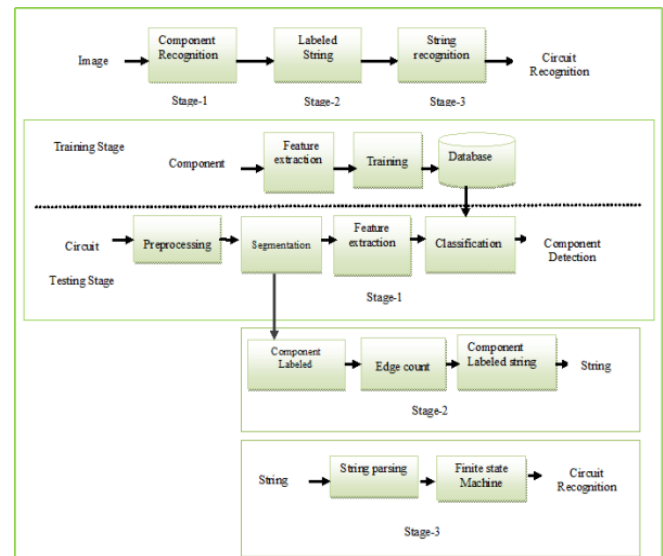 Image
Component
Recognition
Labeled
String
String
recognition
Circuit
Recognition
Stage-1
Stage-2
Stage-3
Training Stage
Component
Feature
extraction
Training
Database
Circuit
Preprocessing
Segmentation
Feature
extraction
Classification
Component
Detection
Testing Stage
Stage-1
Component
Labeled
Edge count
Component
Labeled string
String
Stage-2
String
String parsing
Finite state
Machine
Circuit
Recognition
Stage-3